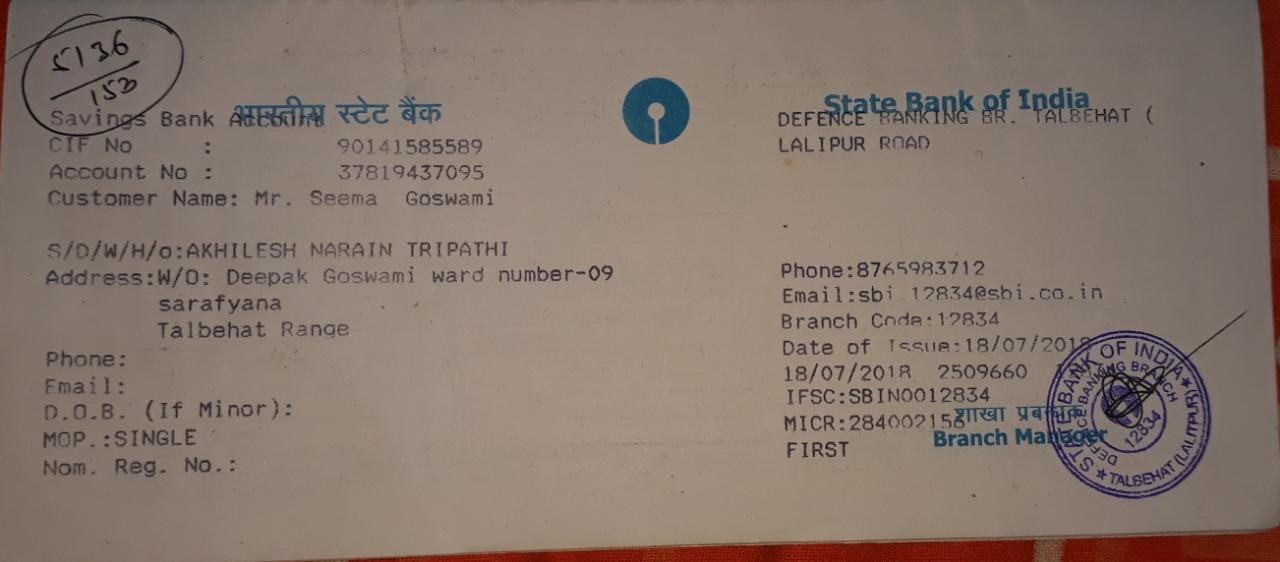 5136
153
भारतीय स्टेट बैंक
State Bank of India
Savings Bank Account
CIF No : 90141585589
Account No : 37819437095
Customer Name: Mr. Seema Goswami
S/D/W/H/o:AKHILESH NARAIN TRIPATHI
Address:W/O: Deepak Goswami ward number-09
sarafyana
Talbehat Range
Phone:
Email:
D.O.B. (If Minor):
MOP.:SINGLE
Nom. Reg. No.:
DEFENCE BANKING BR. TALBEHAT (
LALIPUR ROAD
Phone:8765983712
Email:sbi.12834@sbi.co.in
Branch Code:12834
Date of Issue:18/07/2018
18/07/2018 2509660
IFSC:SBIN0012834
MICR:284002156
FIRST
शाखा प्रबन्धक
Branch Manager
STATE BANK OF INDIA
DEFENCE BANKING BRANCH
12834
TALBEHAT (LALITPUR)